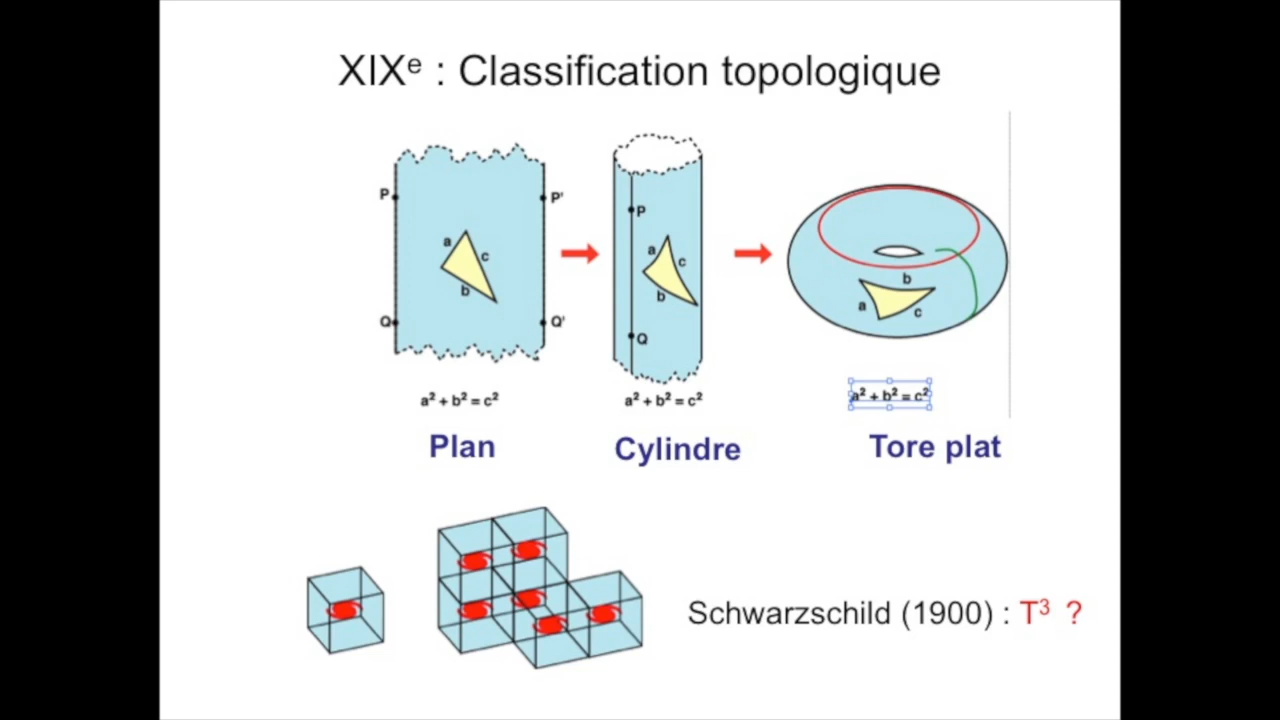 XIXᵉ : Classification topologique
P P'
a c
b
Q Q'
a² + b² = c²
Plan
P
a c
b
Q
a² + b² = c²
Cylindre
b
a c
a² + b² = c²
Tore plat
Schwarzschild (1900) : T³ ?